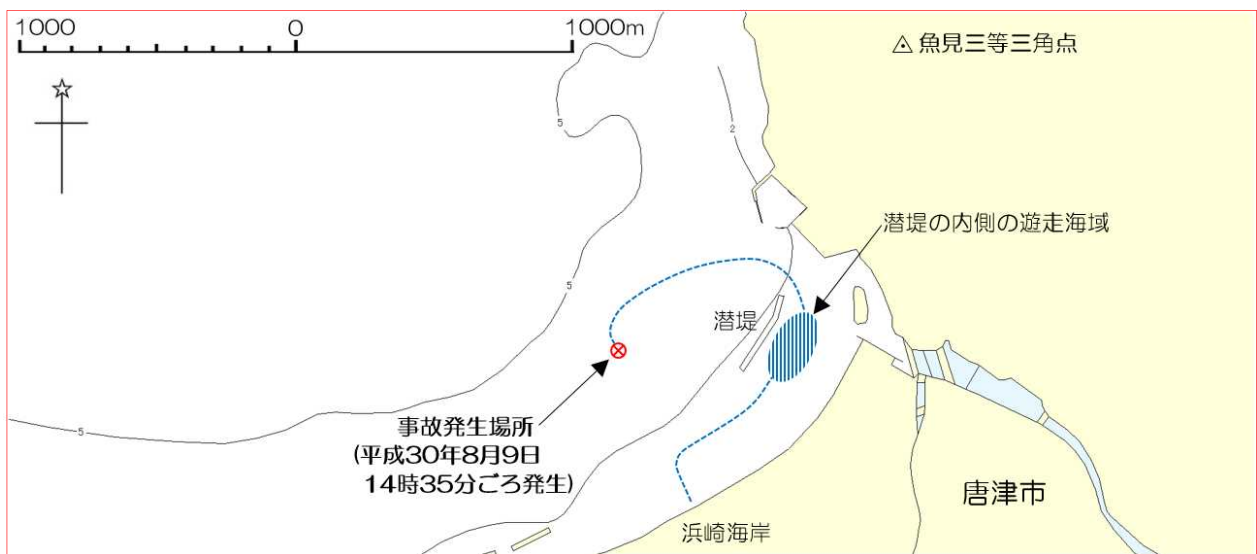 1000 0 1000m
魚見三等三角点
5
2
潜堤の内側の遊走海域
5
潜堤
事故発生場所
(平成30年8月9日
14時35分ごろ発生)
5
唐津市
浜崎海岸